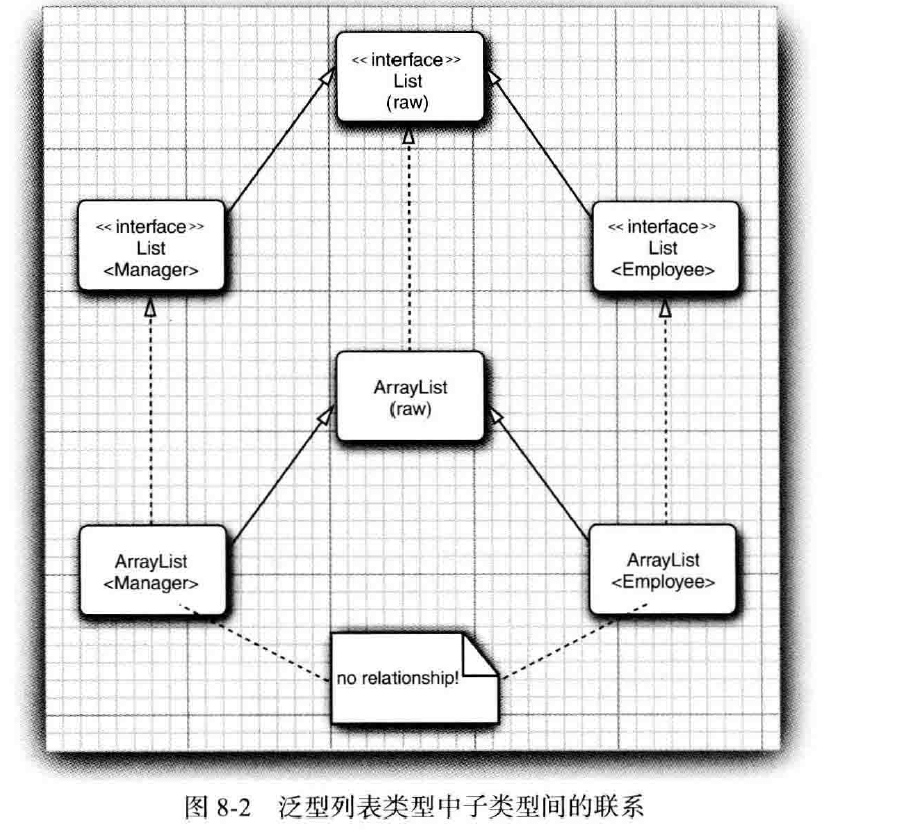 <<interface>>
List
(raw)
<<interface>>
List
<Manager>
<<interface>>
List
<Employee>
ArrayList
(raw)
ArrayList
<Manager>
ArrayList
<Employee>
no relationship!
图 8-2 泛型列表类型中子类型间的联系